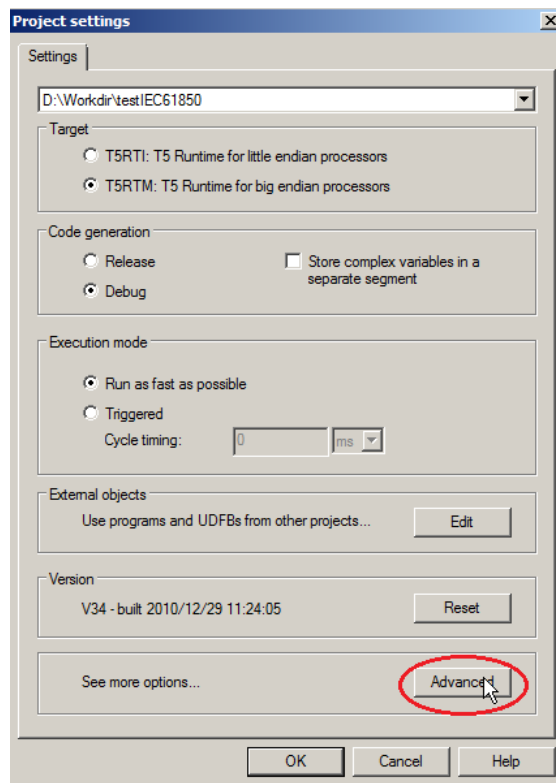 Project settings
Settings
D:\Workdir\testIEC61850
Target
T5RTI: T5 Runtime for little endian processors
T5RTM: T5 Runtime for big endian processors
Code generation
Release
Store complex variables in a
separate segment
Debug
Execution mode
Run as fast as possible
Triggered
Cycle timing:
0
ms
External objects
Use programs and UDFBs from other projects...
Edit
Version
V34 - built 2010/12/29 11:24:05
Reset
See more options...
Advanced
OK
Cancel
Help